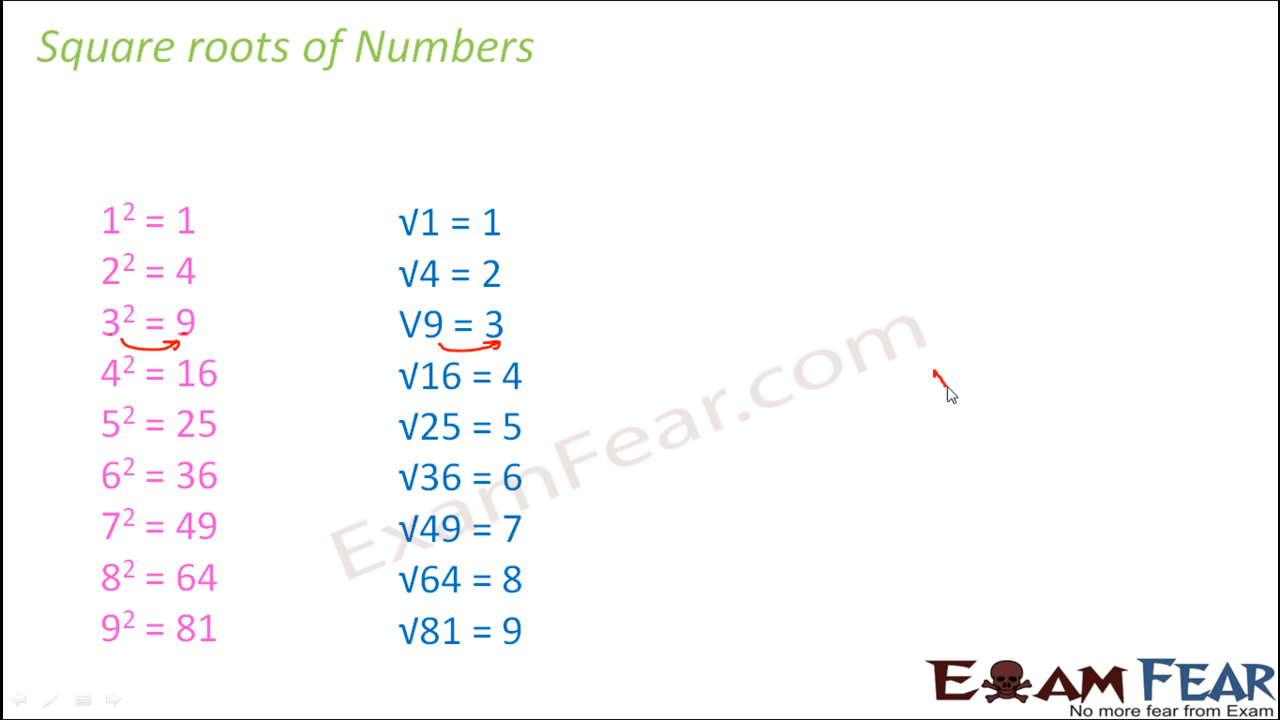 Square roots of Numbers
1² = 1
2² = 4
3² = 9
4² = 16
5² = 25
6² = 36
7² = 49
8² = 64
9² = 81
√1 = 1
√4 = 2
√9 = 3
√16 = 4
√25 = 5
√36 = 6
√49 = 7
√64 = 8
√81 = 9
ExamFear.com
EXAM FEAR
No more fear from Exam